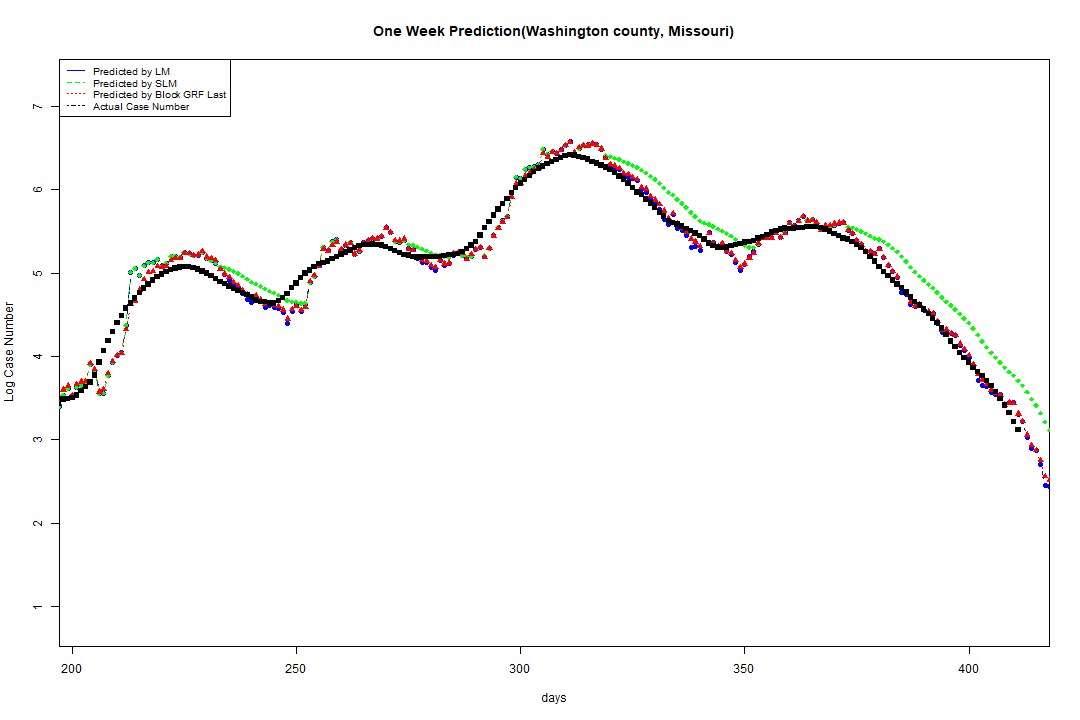 One Week Prediction(Washington county, Missouri)
Predicted by LM
Predicted by SLM
Predicted by Block GRF Last
Actual Case Number
7
6
5
4
3
2
1
Log Case Number
200 250 300 350 400
days